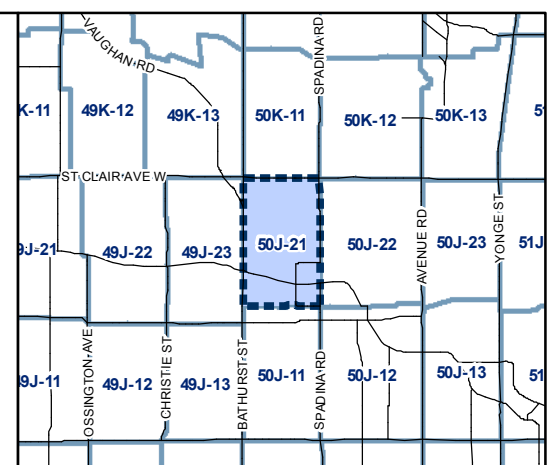 VAUGHAN RD
SPADINA RD
K-11
49K-12
49K-13
50K-11
50K-12
50K-13
51
ST CLAIR AVE W
9J-21
49J-22
49J-23
50J-21
50J-22
50J-23
51J
AVENUE RD
YONGE ST
OSSINGTON AVE
CHRISTIE ST
BATHURST ST
SPADINA RD
9J-11
49J-12
49J-13
50J-11
50J-12
50J-13
51